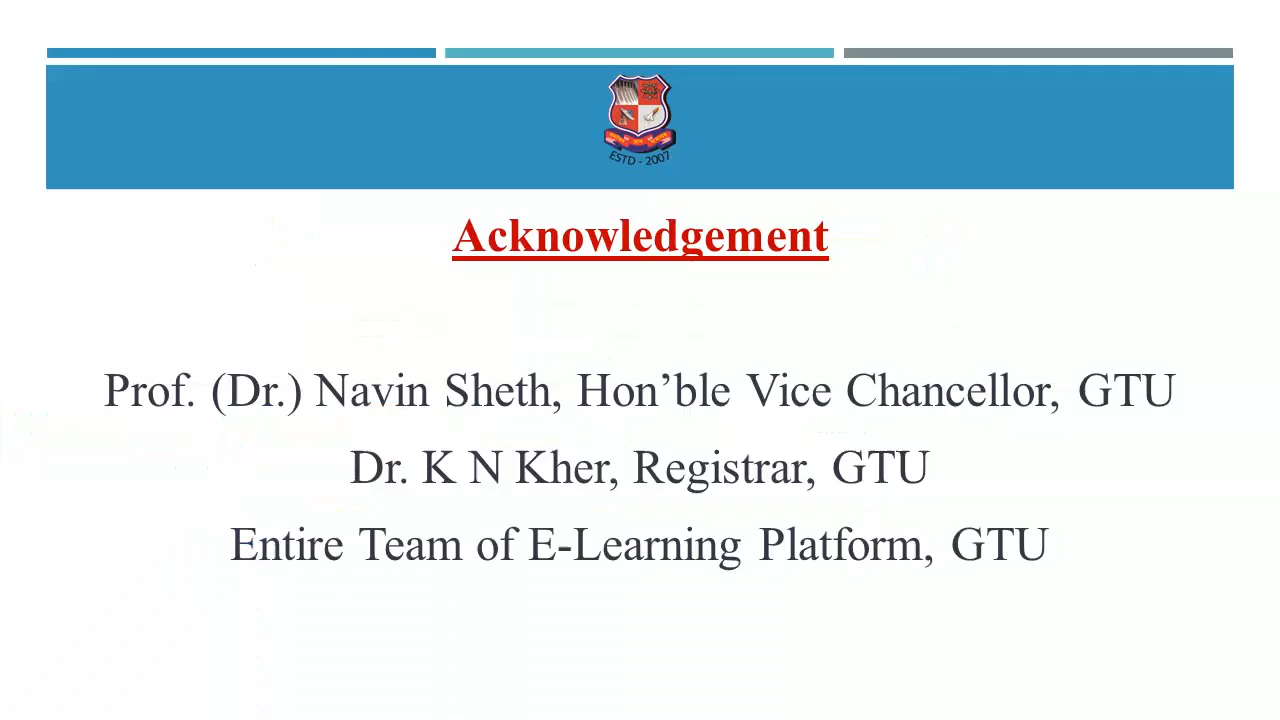 ESTD - 2007
Acknowledgement
Prof. (Dr.) Navin Sheth, Hon’ble Vice Chancellor, GTU
Dr. K N Kher, Registrar, GTU
Entire Team of E-Learning Platform, GTU